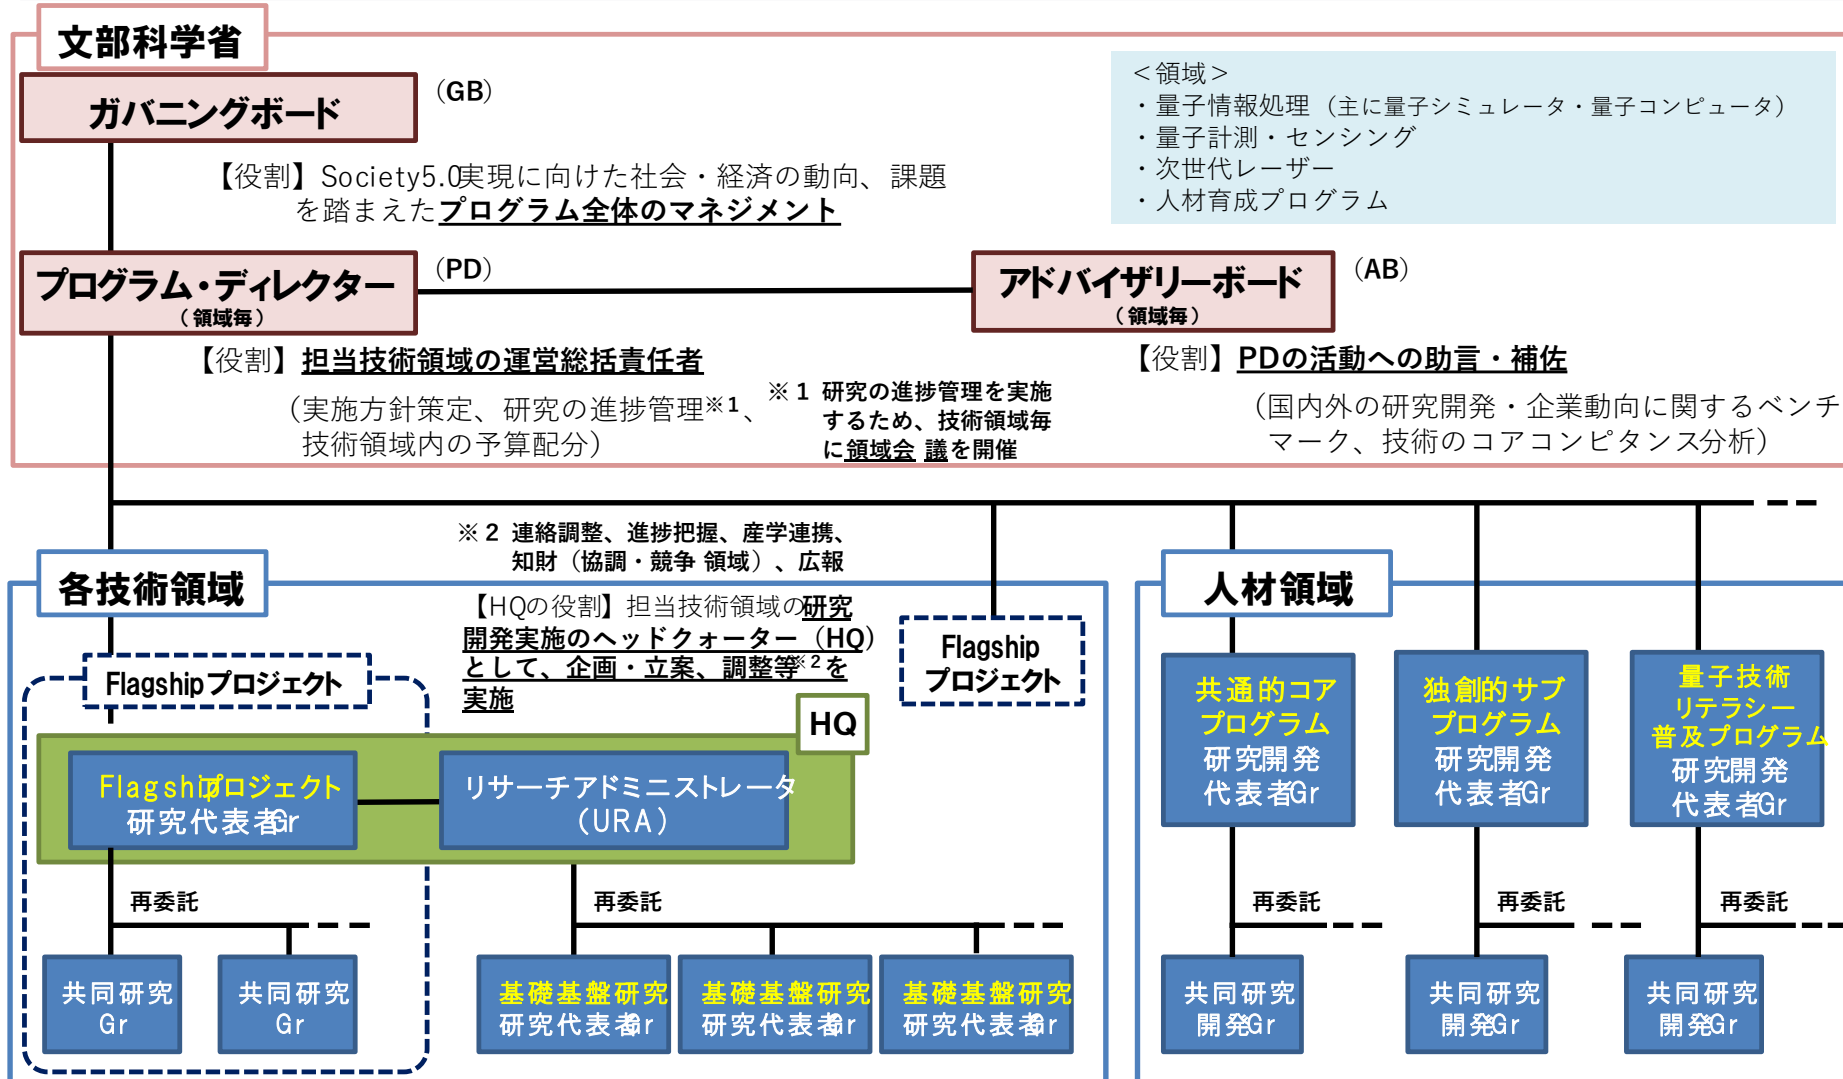 文部科学省
ガバニングボード
(GB)
【役割】Society5.0実現に向けた社会・経済の動向、課題
を踏まえたプログラム全体のマネジメント
＜領域＞
・量子情報処理（主に量子シミュレータ・量子コンピュータ）
・量子計測・センシング
・次世代レーザー
・人材育成プログラム
プログラム・ディレクター
（領域毎）
(PD)
アドバイザリーボード
（領域毎）
(AB)
【役割】担当技術領域の運営総括責任者
（実施方針策定、研究の進捗管理※1、
技術領域内の予算配分）
※１ 研究の進捗管理を実施
するため、技術領域毎
に領域会 議を開催
【役割】PDの活動への助言・補佐
（国内外の研究開発・企業動向に関するベンチ
マーク、技術のコアコンピタンス分析）
※２ 連絡調整、進捗把握、産学連携、
知財（協調・競争 領域）、広報
各技術領域
【HQの役割】担当技術領域の研究
開発実施のヘッドクォーター（HQ）
として、企画・立案、調整等※2を
実施
Flagshipプロジェクト
HQ
Flagshipプロジェクト
研究代表者Gr
リサーチアドミニストレータ
（URA）
再委託
再委託
共同研究
Gr
共同研究
Gr
基礎基盤研究
研究代表者Gr
基礎基盤研究
研究代表者Gr
基礎基盤研究
研究代表者Gr
Flagship
プロジェクト
人材領域
共通的コア
プログラム
研究開発
代表者Gr
独創的サブ
プログラム
研究開発
代表者Gr
量子技術
リテラシー
普及プログラム
研究開発
代表者Gr
再委託
再委託
再委託
共同研究
開発Gr
共同研究
開発Gr
共同研究
開発Gr